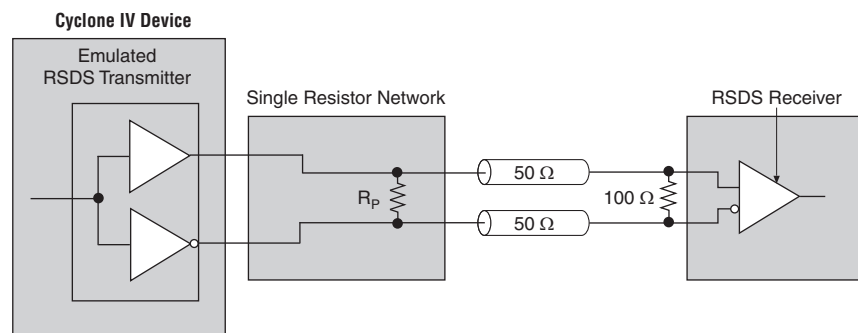 Cyclone IV Device
Emulated
RSDS Transmitter
Single Resistor Network
RSDS Receiver
50 Ω
R_P
100 Ω
50 Ω